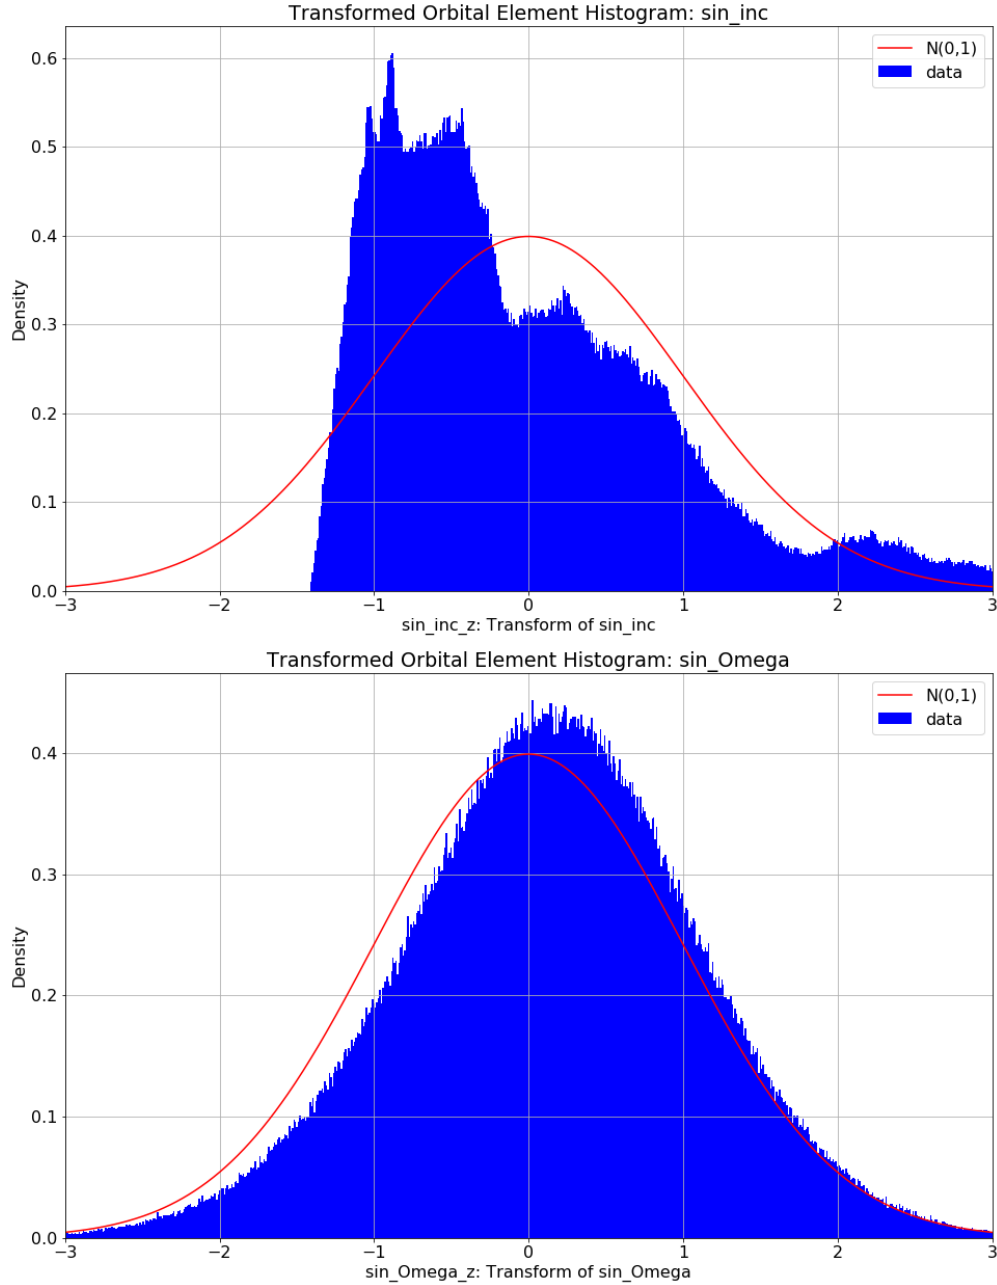 Transformed Orbital Element Histogram: sin_inc
N(0,1)
data
Density
0.6
0.5
0.4
0.3
0.2
0.1
0.0
−3 −2 −1 0 1 2 3
sin_inc_z: Transform of sin_inc
Transformed Orbital Element Histogram: sin_Omega
N(0,1)
data
Density
0.4
0.3
0.2
0.1
0.0
−3 −2 −1 0 1 2 3
sin_Omega_z: Transform of sin_Omega